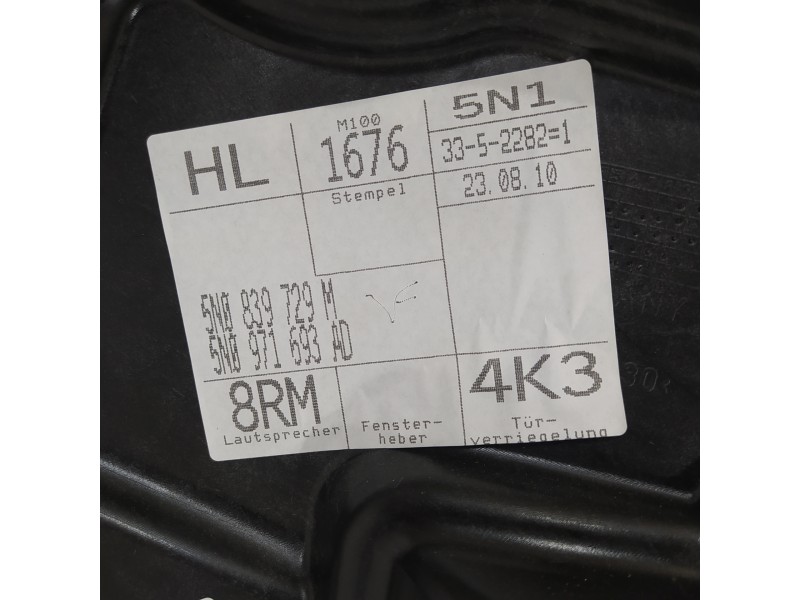 HL
M100
1676
Stempel
5N1
33-5-2282=1
23.08.10
5N0 839 729 M
5N0 971 693 AD
8RM
Lautsprecher
Fenster-
heber
4K3
Tür-
verriegelung